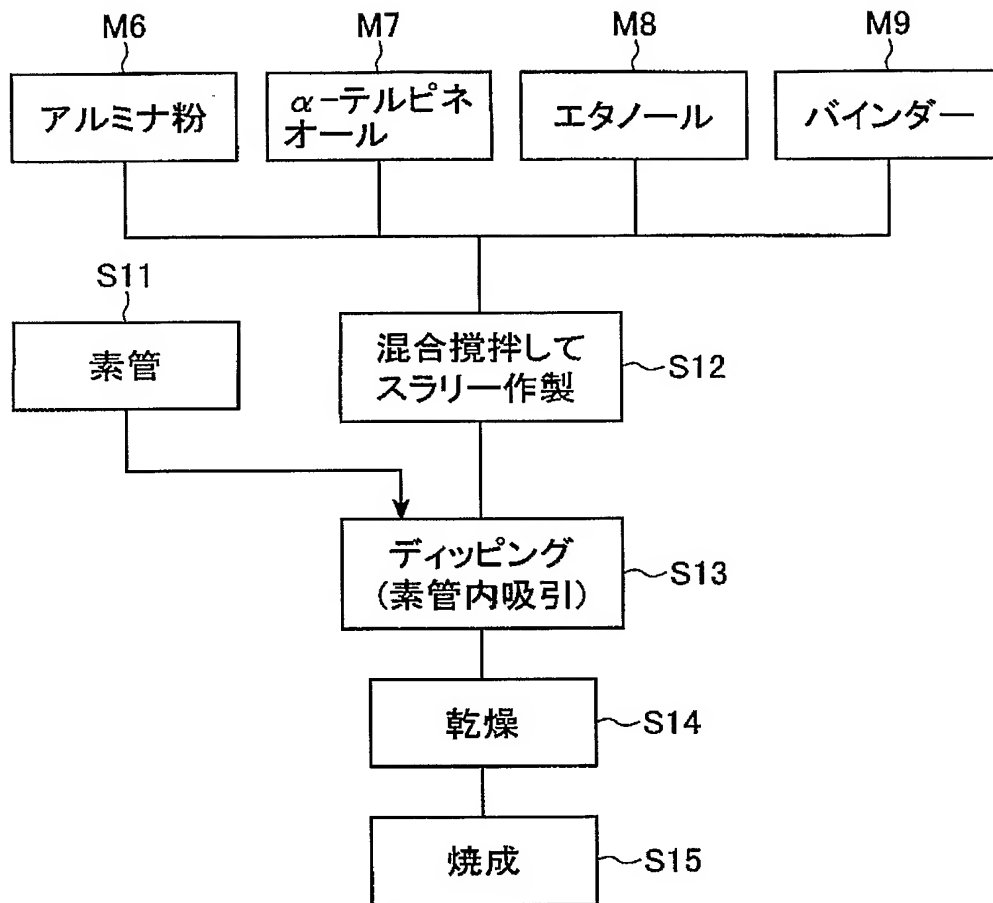 M6
M7
M8
M9
アルミナ粉
α-テルピネ
オール
エタノール
バインダー
S11
素管
混合撹拌して
スラリー作製
S12
ディッピング
(素管内吸引)
S13
乾燥
S14
焼成
S15